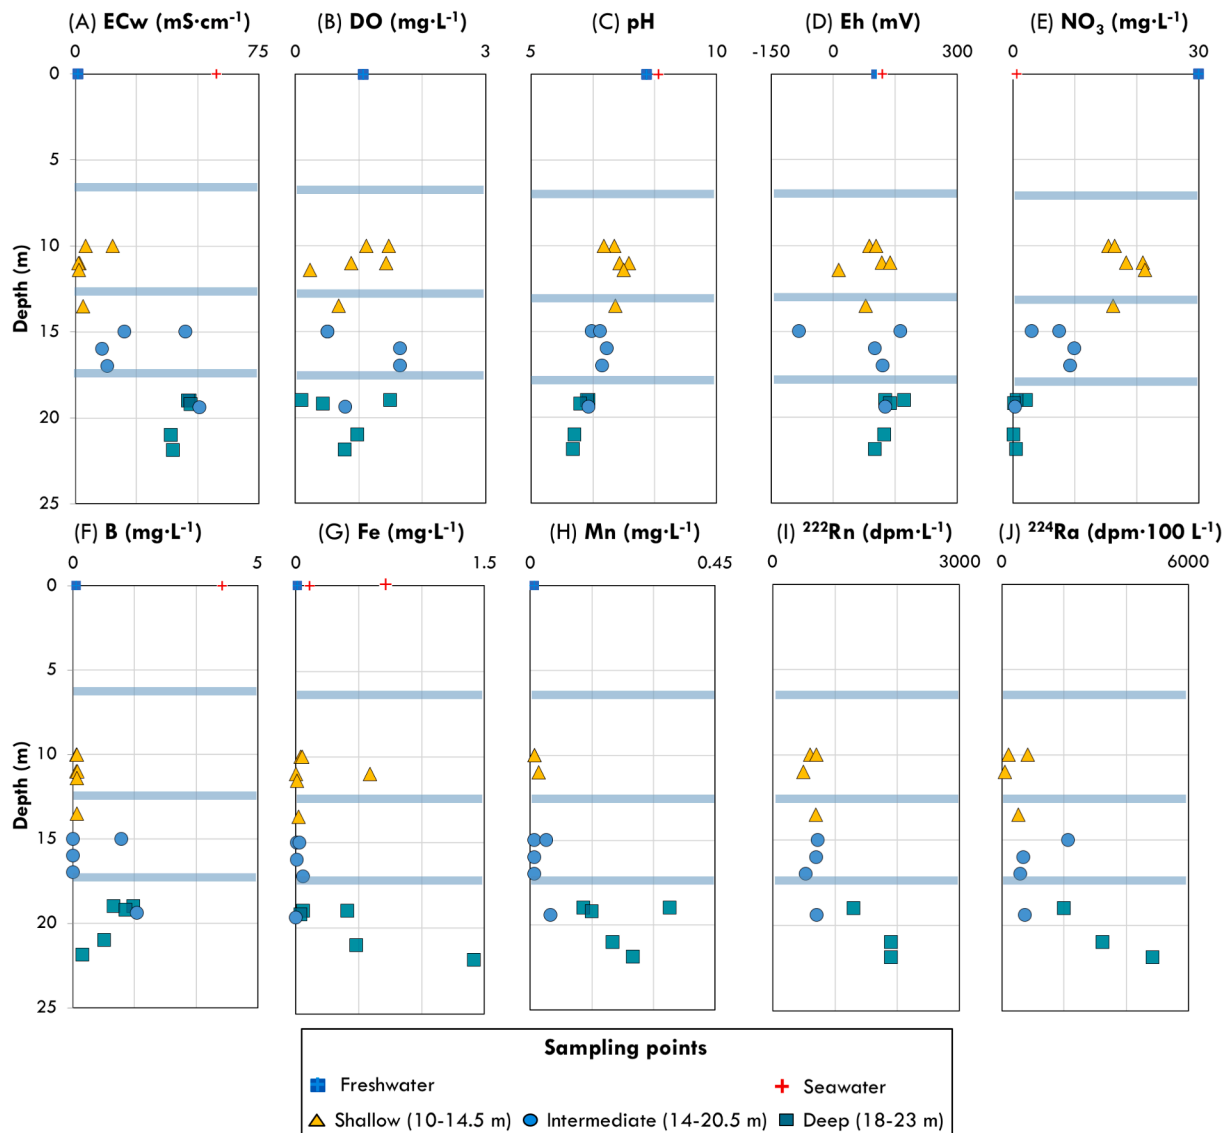 (A) ECw (mS·cm⁻¹) (B) DO (mg·L⁻¹) (C) pH (D) Eh (mV) (E) NO₃ (mg·L⁻¹)
0 75 0 3 5 10 -150 0 300 0 30
0
5
10
15
20
25
Depth (m)
(F) B (mg·L⁻¹) (G) Fe (mg·L⁻¹) (H) Mn (mg·L⁻¹) (I) ²²²Rn (dpm·L⁻¹) (J) ²²⁴Ra (dpm·100 L⁻¹)
0 5 0 1.5 0 0.45 0 3000 0 6000
0
5
10
15
20
25
Depth (m)
Sampling points
Freshwater Seawater
Shallow (10-14.5 m) Intermediate (14-20.5 m) Deep (18-23 m)